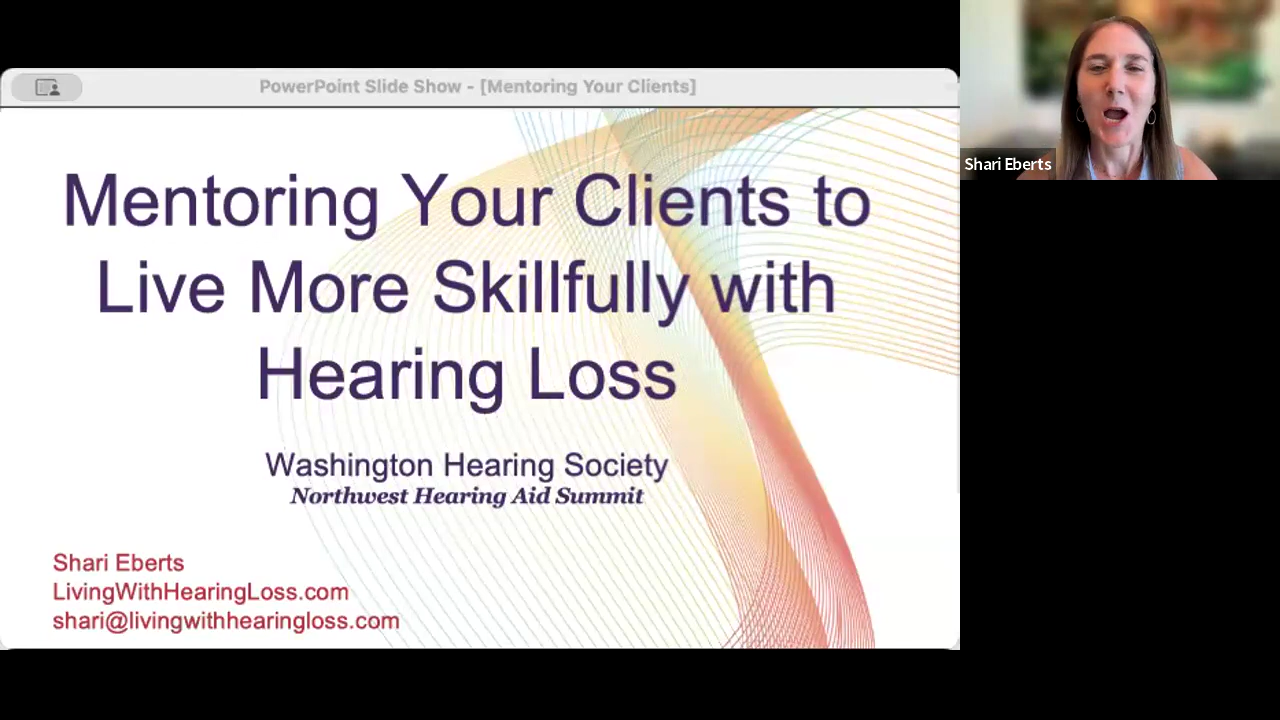 PowerPoint Slide Show - [Mentoring Your Clients]
Mentoring Your Clients to
Live More Skillfully with
Hearing Loss
Washington Hearing Society
Northwest Hearing Aid Summit
Shari Eberts
LivingWithHearingLoss.com
shari@livingwithhearingloss.com
Shari Eberts